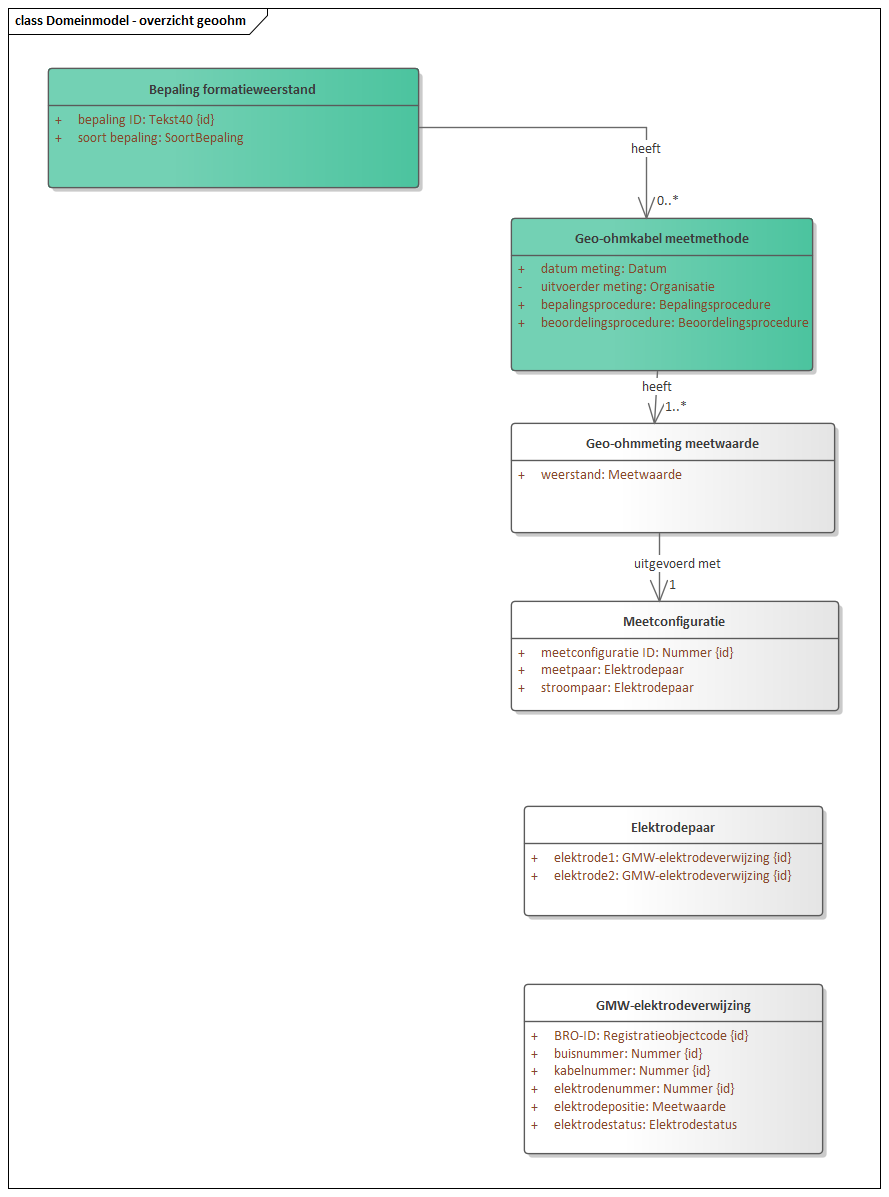 class Domeinmodel - overzicht geoohm
Bepaling formatieweerstand
+ bepaling ID: Tekst40 {id}
+ soort bepaling: SoortBepaling
heeft
0..*
Geo-ohmkabel meetmethode
+ datum meting: Datum
- uitvoerder meting: Organisatie
+ bepalingsprocedure: Bepalingsprocedure
+ beoordelingsprocedure: Beoordelingsprocedure
heeft
1..*
Geo-ohmmeting meetwaarde
+ weerstand: Meetwaarde
uitgevoerd met
1
Meetconfiguratie
+ meetconfiguratie ID: Nummer {id}
+ meetpaar: Elektrodepaar
+ stroompaar: Elektrodepaar
Elektrodepaar
+ elektrode1: GMW-elektrodeverwijzing {id}
+ elektrode2: GMW-elektrodeverwijzing {id}
GMW-elektrodeverwijzing
+ BRO-ID: Registratieobjectcode {id}
+ buisnummer: Nummer {id}
+ kabelnummer: Nummer {id}
+ elektrodenummer: Nummer {id}
+ elektrodepositie: Meetwaarde
+ elektrodestatus: Elektrodestatus